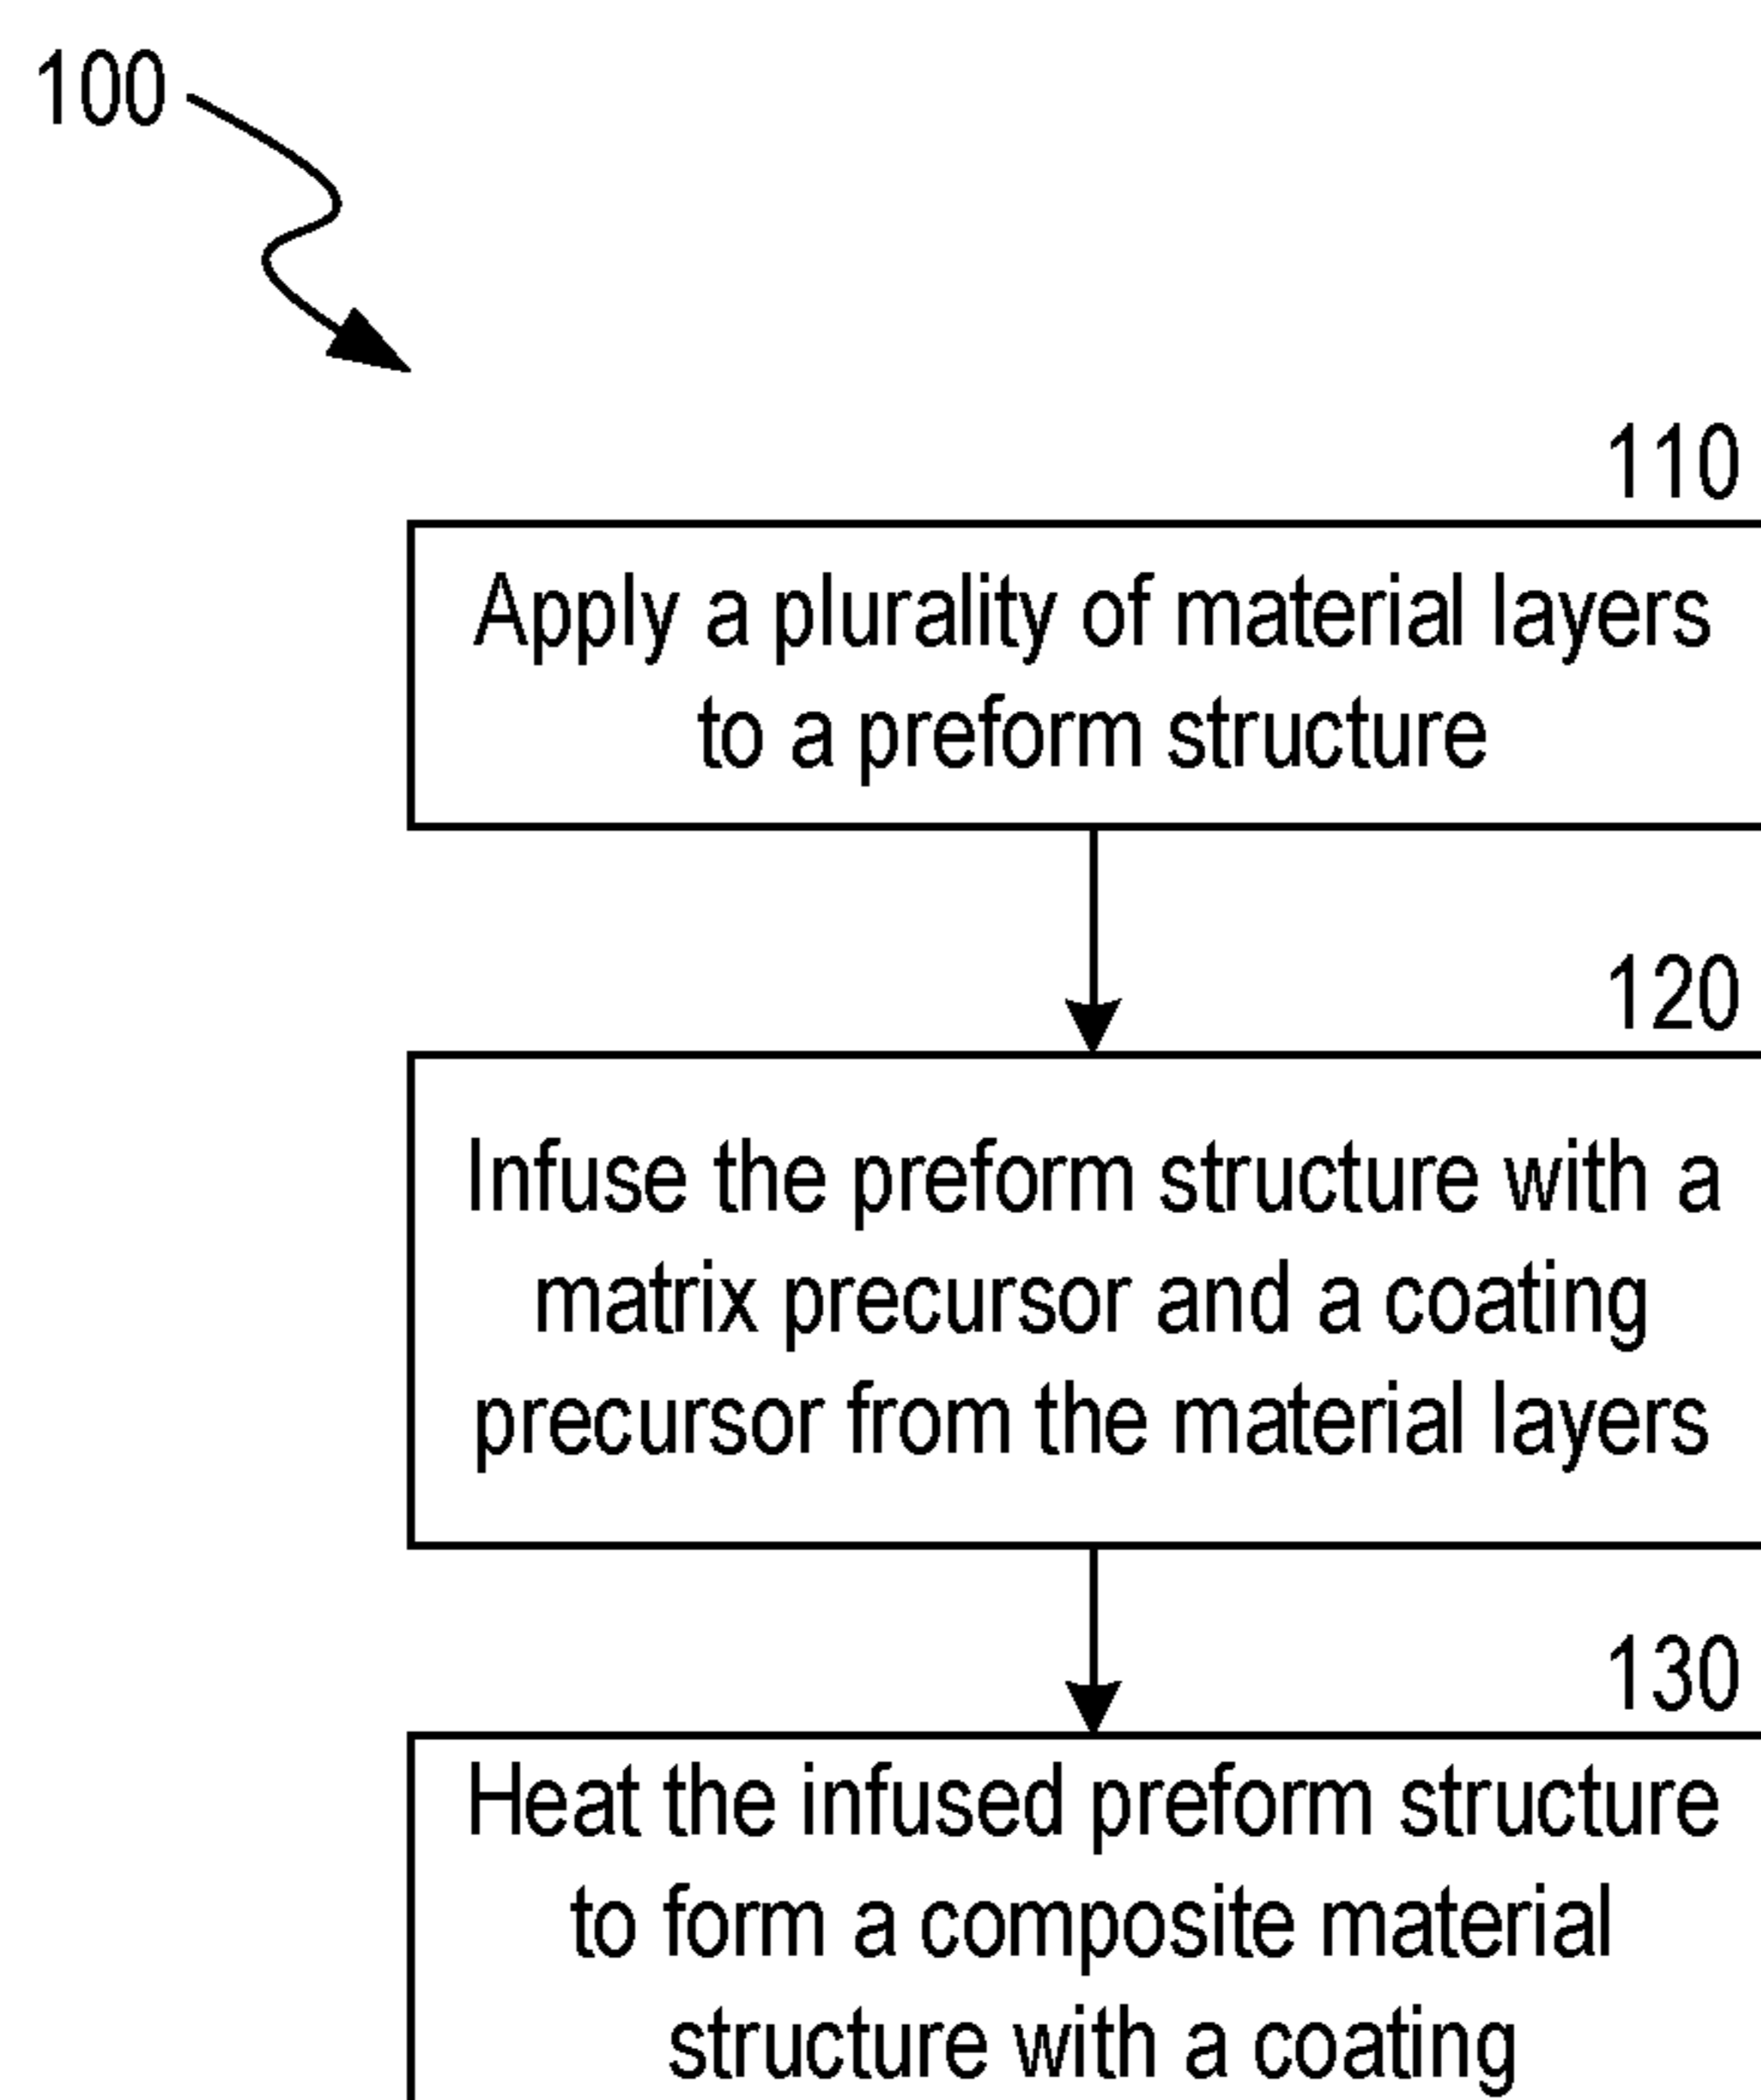 100
110
Apply a plurality of material layers
to a preform structure
120
Infuse the preform structure with a
matrix precursor and a coating
precursor from the material layers
130
Heat the infused preform structure
to form a composite material
structure with a coating